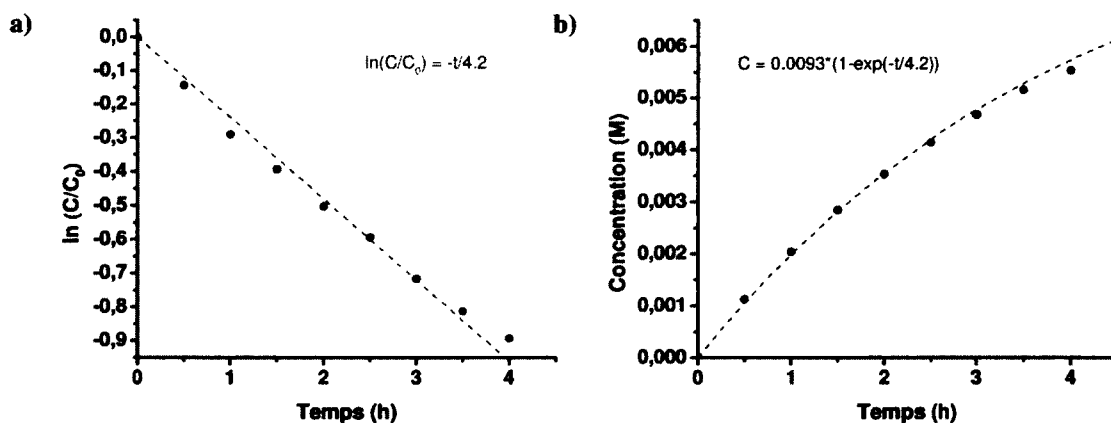 a)
0,0
-0,1
-0,2
-0,3
-0,4
-0,5
-0,6
-0,7
-0,8
-0,9
ln (C/C0)
ln(C/C0) = -t/4.2
0 1 2 3 4
Temps (h)
b)
0,006
0,005
0,004
0,003
0,002
0,001
0,000
Concentration (M)
C = 0.0093*(1-exp(-t/4.2))
0 1 2 3 4
Temps (h)